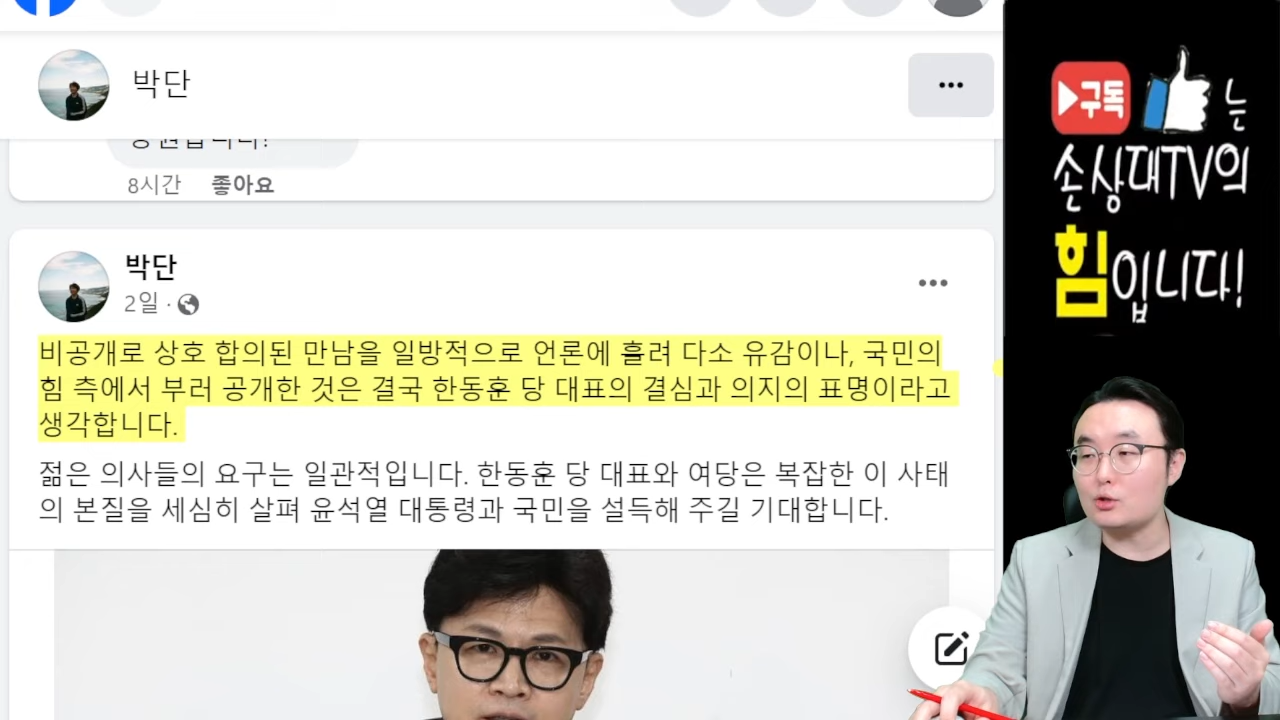 박단
8시간 좋아요
박단
2일
비공개로 상호 합의된 만남을 일방적으로 언론에 흘려 다소 유감이나, 국민의
힘 측에서 부러 공개한 것은 결국 한동훈 당 대표의 결심과 의지의 표명이라고
생각합니다.
젊은 의사들의 요구는 일관적입니다. 한동훈 당 대표와 여당은 복잡한 이 사태
의 본질을 세심히 살펴 윤석열 대통령과 국민을 설득해 주길 기대합니다.
구독 는
손상대TV의
힘입니다!